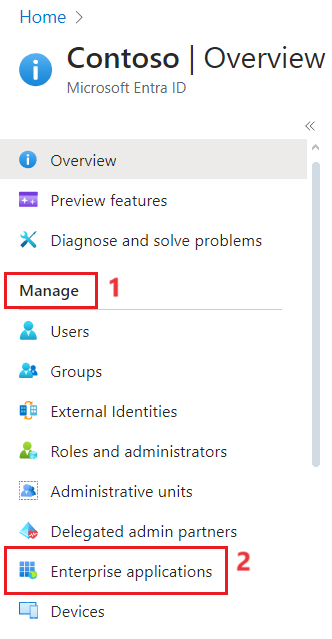 Home >
Contoso | Overview
Microsoft Entra ID
«
Overview
Preview features
Diagnose and solve problems
Manage 1
Users
Groups
External Identities
Roles and administrators
Administrative units
Delegated admin partners
Enterprise applications 2
Devices